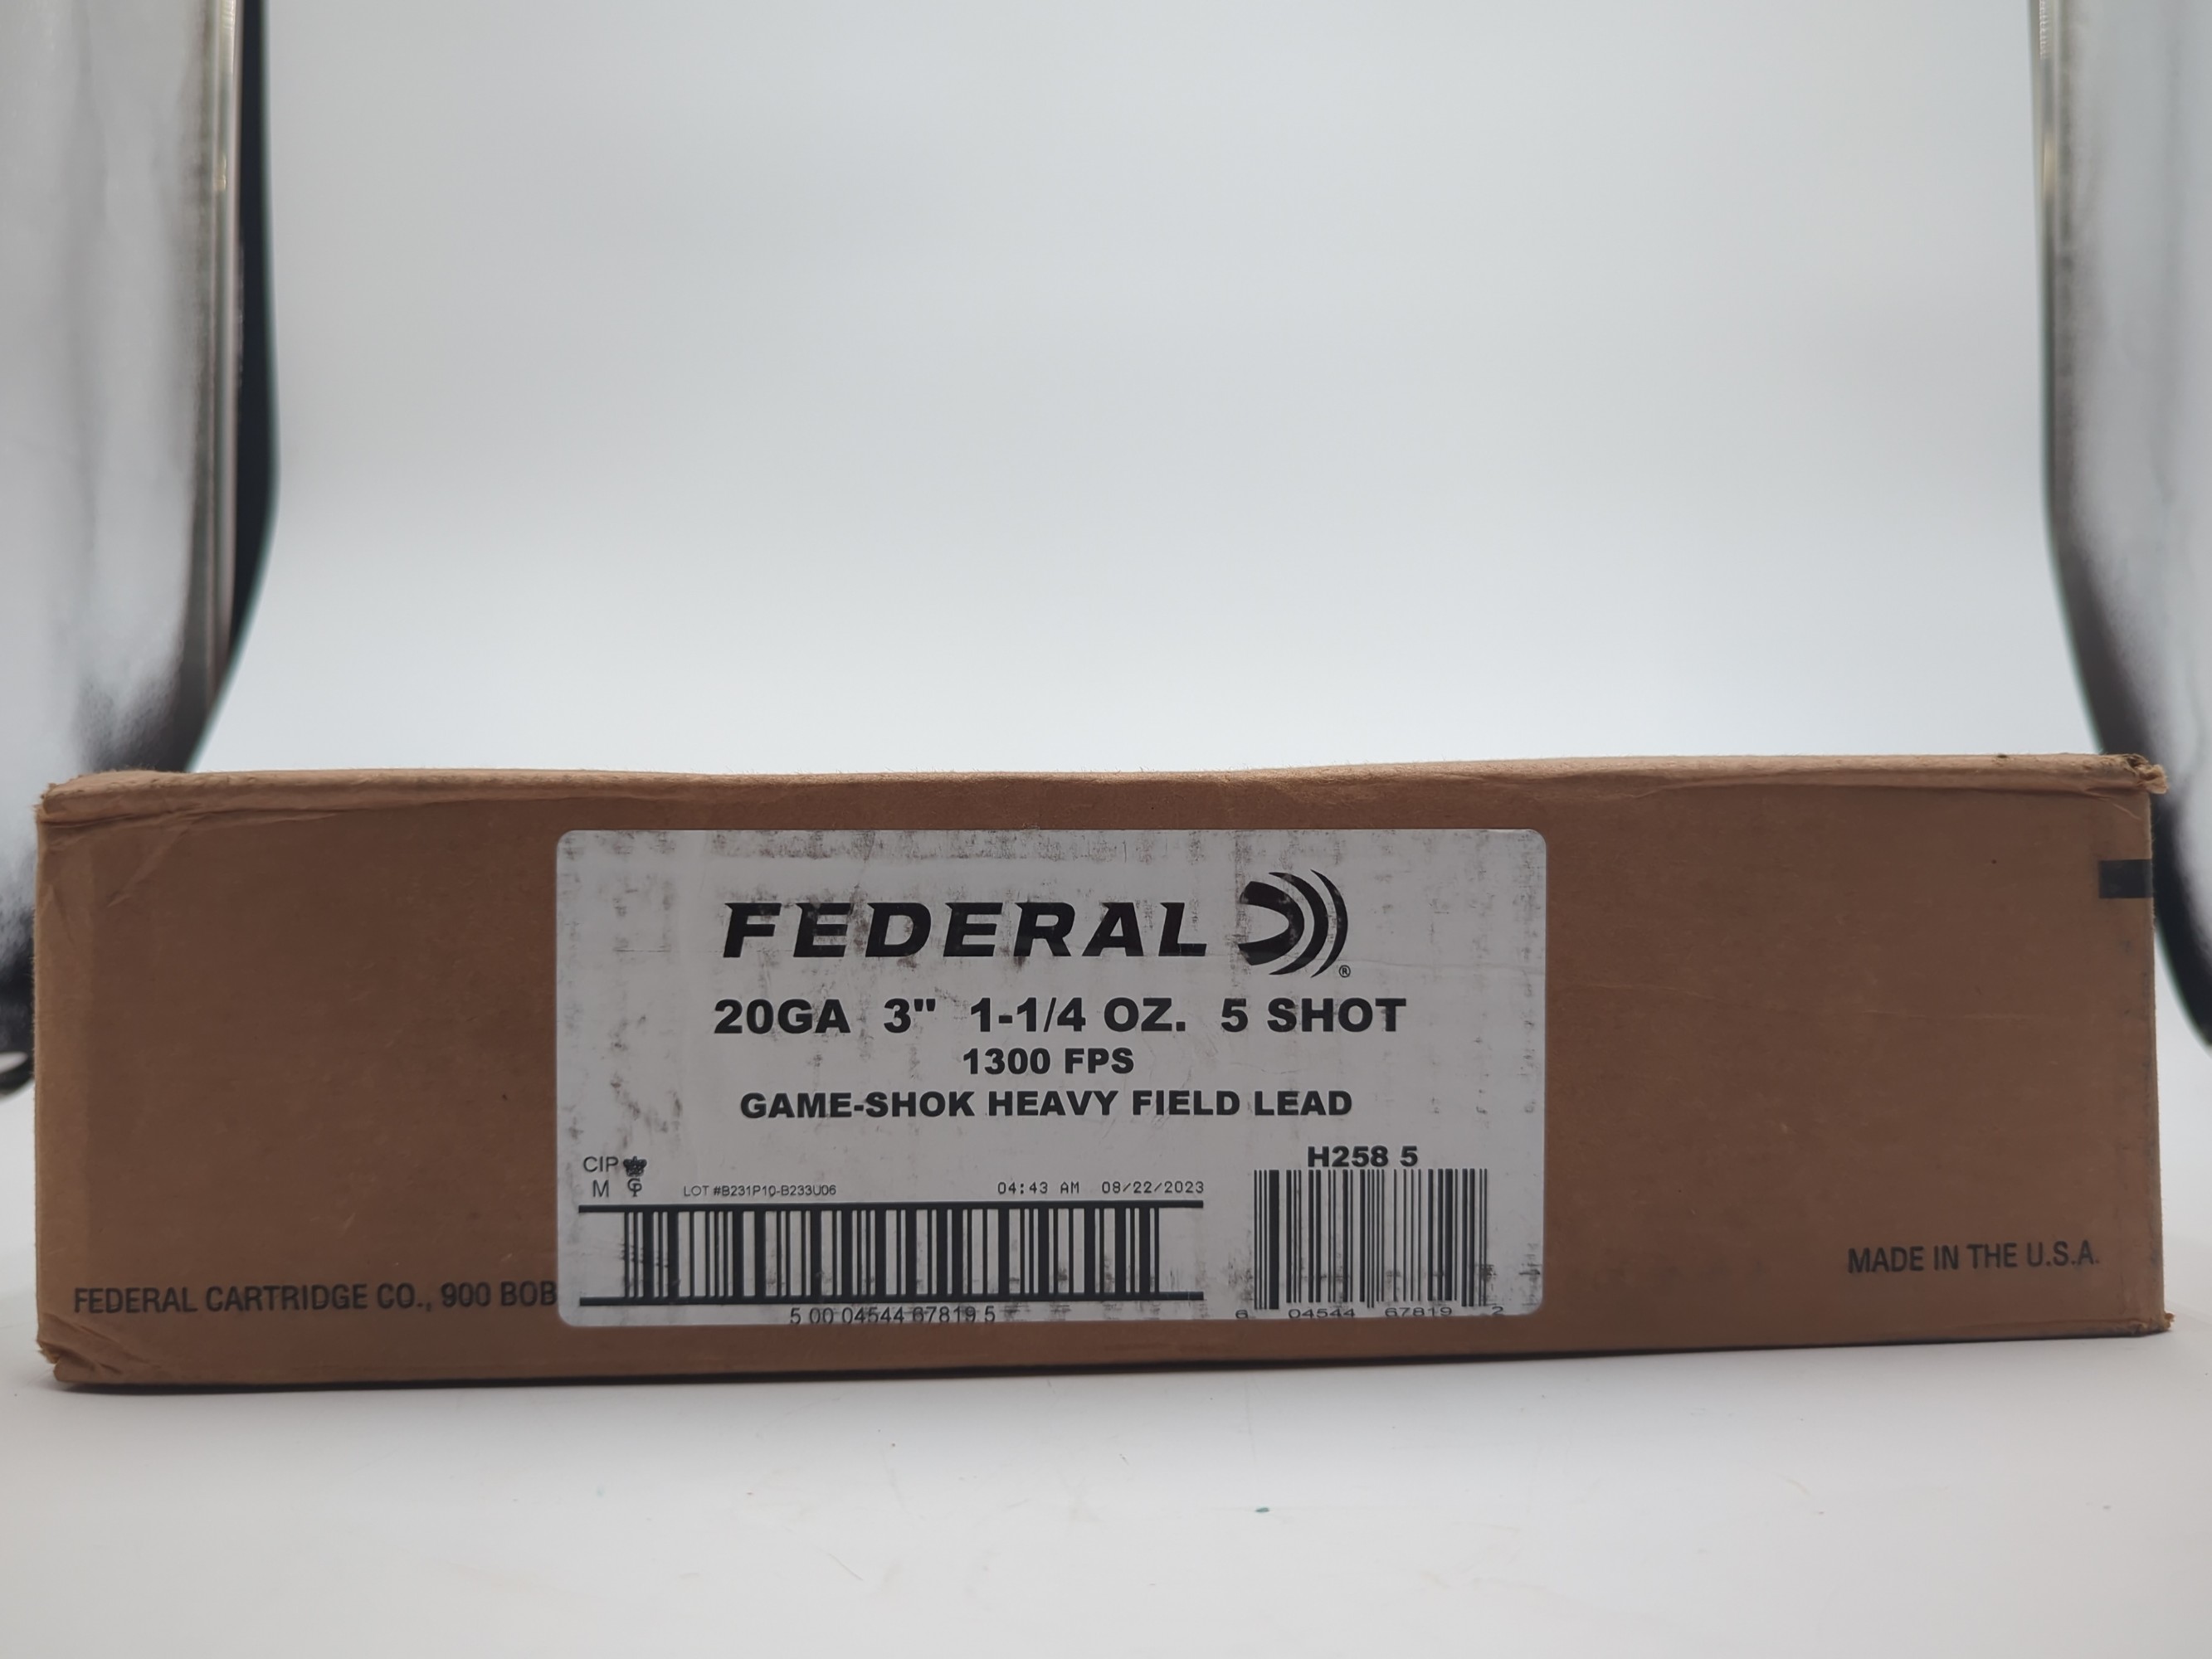 FEDERAL®
20GA 3" 1-1/4 OZ. 5 SHOT
1300 FPS
GAME-SHOK HEAVY FIELD LEAD
H258 5
CIP
M GP
LOT #B231P10-B233U06 04:43 AM 08/22/2023
5 00 04544 67819 5
6 04544 67819 2
FEDERAL CARTRIDGE CO., 900 BOB
MADE IN THE U.S.A.